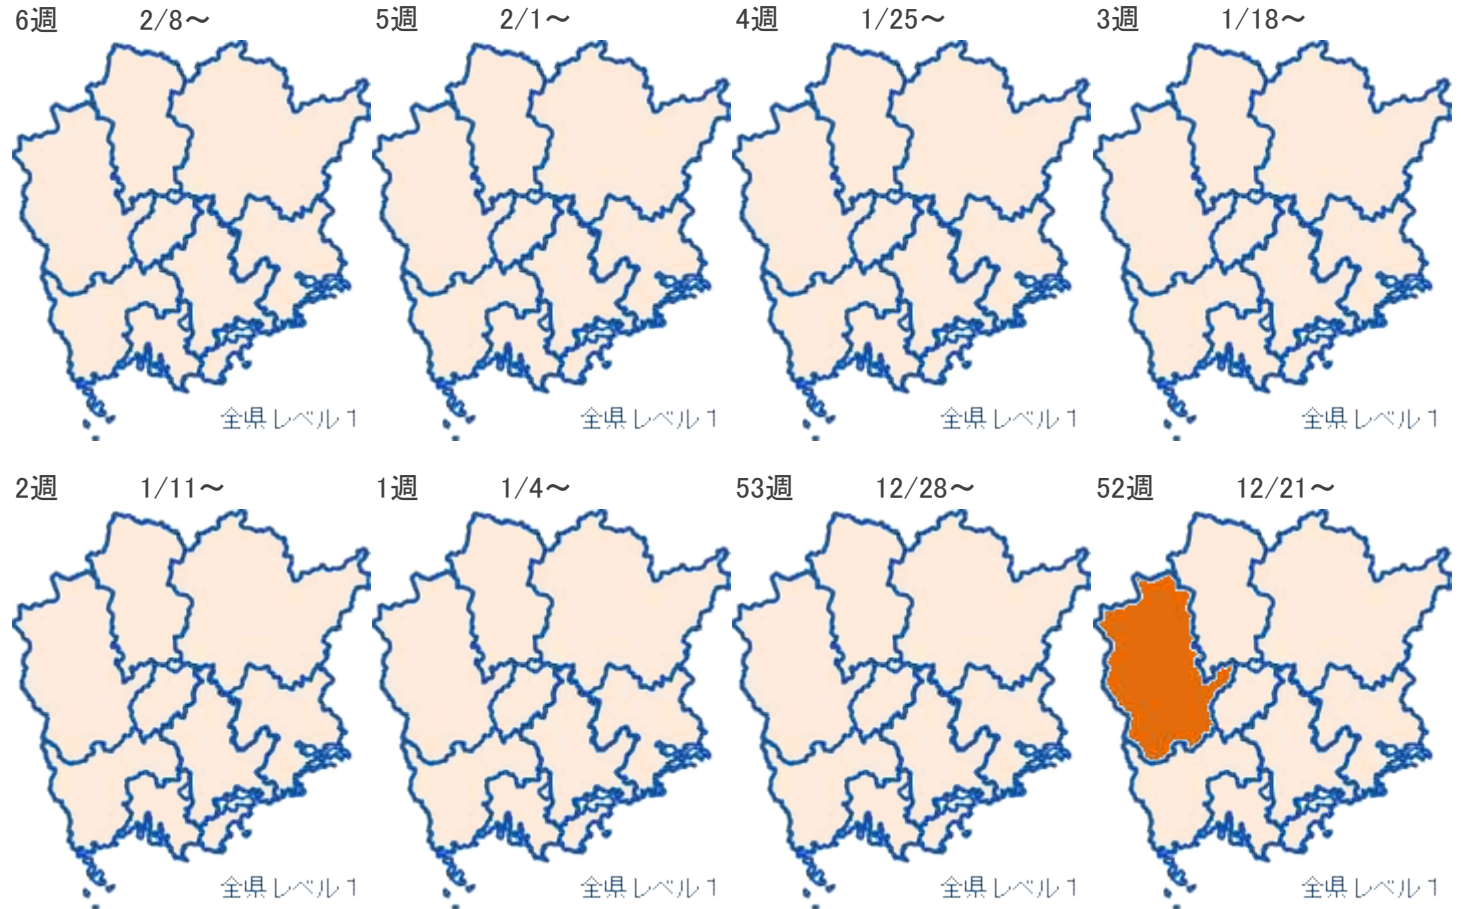 6週 2/8～
5週 2/1～
4週 1/25～
3週 1/18～
全県レベル１
全県レベル１
全県レベル１
全県レベル１
2週 1/11～
1週 1/4～
53週 12/28～
52週 12/21～
全県レベル１
全県レベル１
全県レベル１
全県レベル１